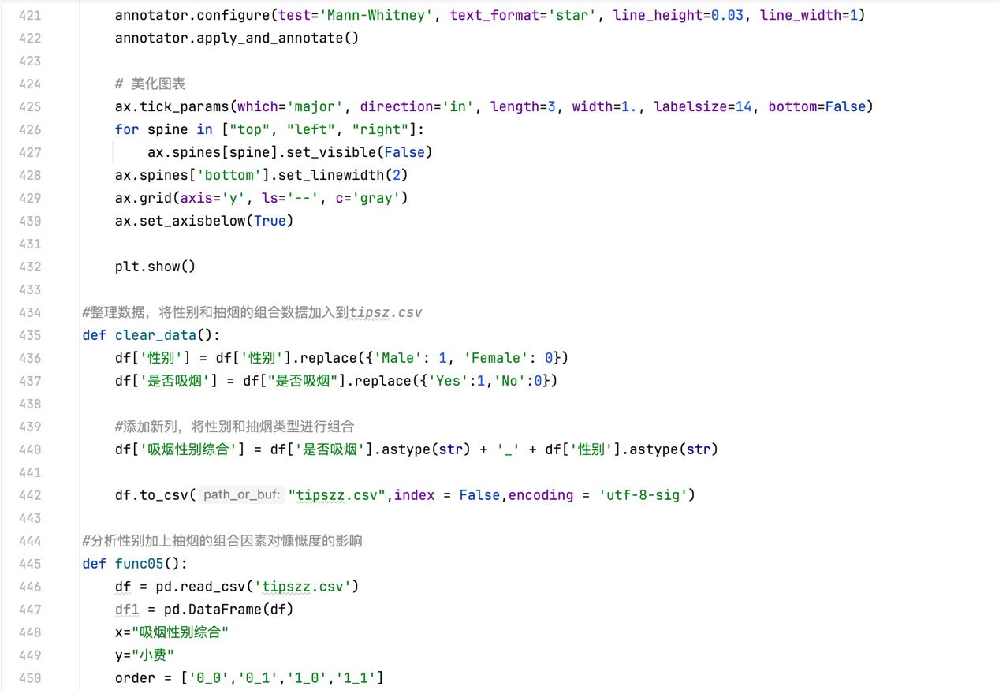 421 annotator.configure(test='Mann-Whitney', text_format='star', line_height=0.03, line_width=1)
422 annotator.apply_and_annotate()
423
424 # 美化图表
425 ax.tick_params(which='major', direction='in', length=3, width=1., labelsize=14, bottom=False)
426 for spine in ["top", "left", "right"]:
427 ax.spines[spine].set_visible(False)
428 ax.spines['bottom'].set_linewidth(2)
429 ax.grid(axis='y', ls='--', c='gray')
430 ax.set_axisbelow(True)
431
432 plt.show()
433
434 #整理数据，将性别和抽烟的组合数据加入到tipsz.csv
435 def clear_data():
436 df['性别'] = df['性别'].replace({'Male': 1, 'Female': 0})
437 df['是否吸烟'] = df["是否吸烟"].replace({'Yes':1,'No':0})
438
439 #添加新列，将性别和抽烟类型进行组合
440 df['吸烟性别综合'] = df['是否吸烟'].astype(str) + '_' + df['性别'].astype(str)
441
442 df.to_csv( path_or_buf: "tipszz.csv",index = False,encoding = 'utf-8-sig')
443
444 #分析性别加上抽烟的组合因素对慷慨度的影响
445 def func05():
446 df = pd.read_csv('tipszz.csv')
447 df1 = pd.DataFrame(df)
448 x="吸烟性别综合"
449 y="小费"
450 order = ['0_0','0_1','1_0','1_1']